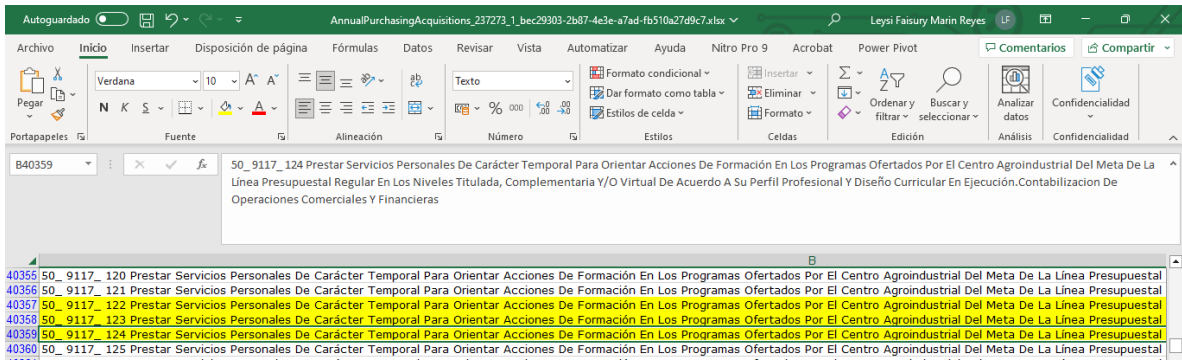 Autoguardado
AnnualPurchasingAcquisitions_237273_1_bec29303-2b87-4e3e-a7ad-fb510a27d9c7.xlsx
Leysi Faisury Marin Reyes
LF
Archivo Inicio Insertar Disposición de página Fórmulas Datos Revisar Vista Automatizar Ayuda Nitro Pro 9 Acrobat Power Pivot Comentarios Compartir
Pegar
Portapapeles
Verdana 10
N K S
Fuente
Alineación
Texto
% 000
Número
Formato condicional
Dar formato como tabla
Estilos de celda
Estilos
Insertar
Eliminar
Formato
Celdas
Ordenar y filtrar
Buscar y seleccionar
Edición
Analizar datos
Análisis
Confidencialidad
Confidencialidad
B40359
fx
50_9117_124 Prestar Servicios Personales De Carácter Temporal Para Orientar Acciones De Formación En Los Programas Ofertados Por El Centro Agroindustrial Del Meta De La
Línea Presupuestal Regular En Los Niveles Titulada, Complementaria Y/O Virtual De Acuerdo A Su Perfil Profesional Y Diseño Curricular En Ejecución.Contabilizacion De
Operaciones Comerciales Y Financieras
B
40355 50_ 9117_ 120 Prestar Servicios Personales De Carácter Temporal Para Orientar Acciones De Formación En Los Programas Ofertados Por El Centro Agroindustrial Del Meta De La Línea Presupuestal
40356 50_ 9117_ 121 Prestar Servicios Personales De Carácter Temporal Para Orientar Acciones De Formación En Los Programas Ofertados Por El Centro Agroindustrial Del Meta De La Línea Presupuestal
40357 50_ 9117_ 122 Prestar Servicios Personales De Carácter Temporal Para Orientar Acciones De Formación En Los Programas Ofertados Por El Centro Agroindustrial Del Meta De La Línea Presupuestal
40358 50_ 9117_ 123 Prestar Servicios Personales De Carácter Temporal Para Orientar Acciones De Formación En Los Programas Ofertados Por El Centro Agroindustrial Del Meta De La Línea Presupuestal
40359 50_ 9117_ 124 Prestar Servicios Personales De Carácter Temporal Para Orientar Acciones De Formación En Los Programas Ofertados Por El Centro Agroindustrial Del Meta De La Línea Presupuestal
40360 50_ 9117_ 125 Prestar Servicios Personales De Carácter Temporal Para Orientar Acciones De Formación En Los Programas Ofertados Por El Centro Agroindustrial Del Meta De La Línea Presupuestal